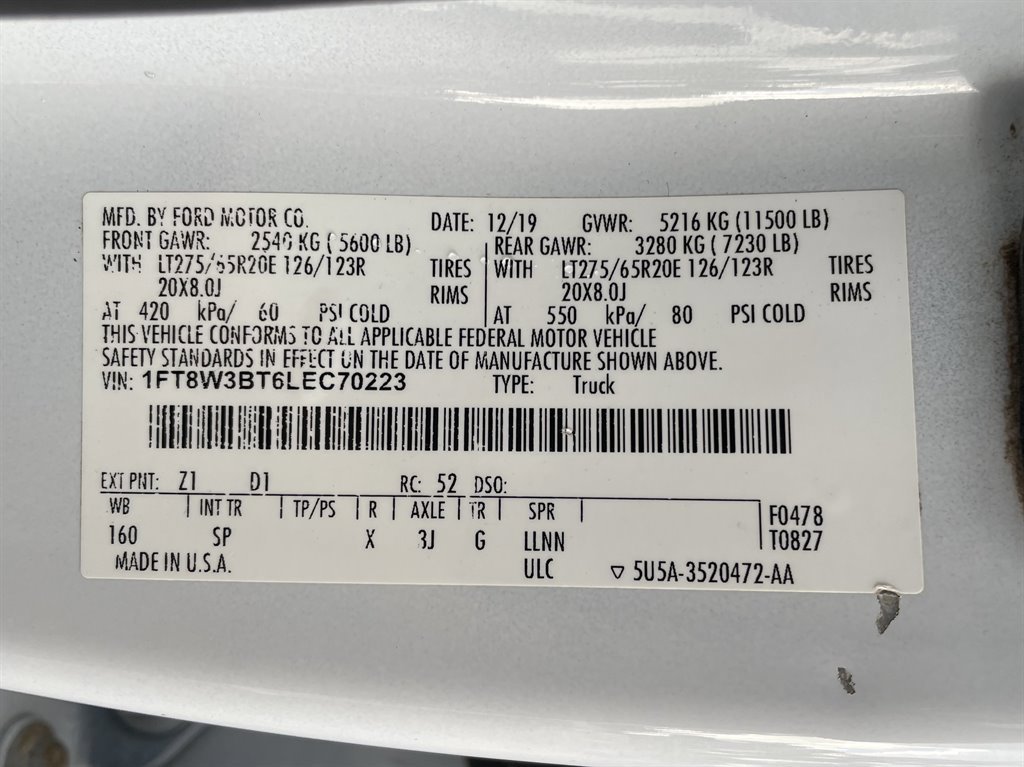 MFD. BY FORD MOTOR CO. DATE: 12/19 GVWR: 5216 KG (11500 LB)
FRONT GAWR: 2540 KG ( 5600 LB) REAR GAWR: 3280 KG ( 7230 LB)
WITH LT275/65R20E 126/123R TIRES WITH LT275/65R20E 126/123R TIRES
20X8.0J RIMS 20X8.0J RIMS
AT 420 kPa/ 60 PSI COLD AT 550 kPa/ 80 PSI COLD
THIS VEHICLE CONFORMS TO ALL APPLICABLE FEDERAL MOTOR VEHICLE
SAFETY STANDARDS IN EFFECT ON THE DATE OF MANUFACTURE SHOWN ABOVE.
VIN: 1FT8W3BT6LEC70223 TYPE: Truck
EXT PNT: Z1 D1 RC: 52 DSO:
WB INT TR TP/PS R AXLE TR SPR F0478
160 SP X 3J G LLNN T0827
MADE IN U.S.A. ULC ▽ 5U5A-3520472-AA